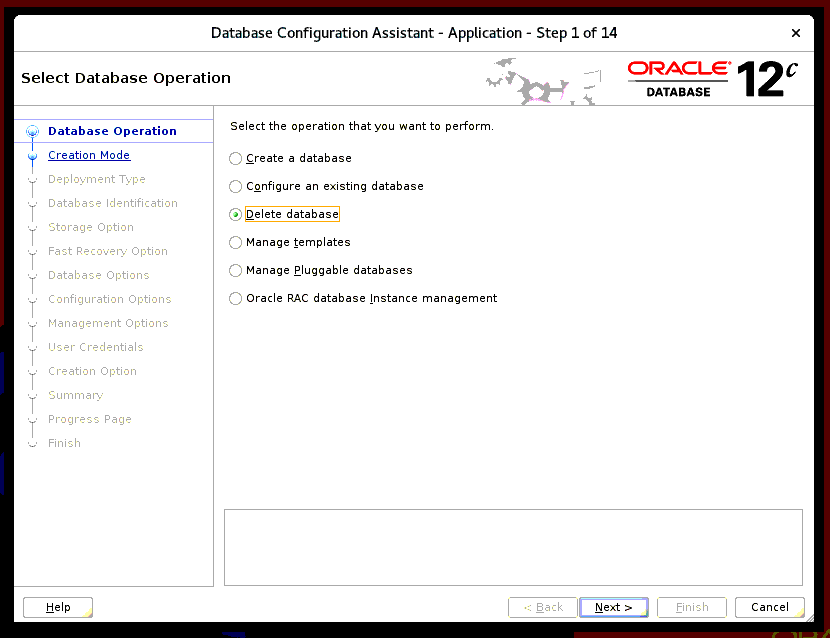 Database Configuration Assistant - Application - Step 1 of 14
Select Database Operation
ORACLE
DATABASE
12c
Database Operation
Creation Mode
Deployment Type
Database Identification
Storage Option
Fast Recovery Option
Database Options
Configuration Options
Management Options
User Credentials
Creation Option
Summary
Progress Page
Finish
Select the operation that you want to perform.
Create a database
Configure an existing database
Delete database
Manage templates
Manage Pluggable databases
Oracle RAC database Instance management
Help
< Back
Next >
Finish
Cancel